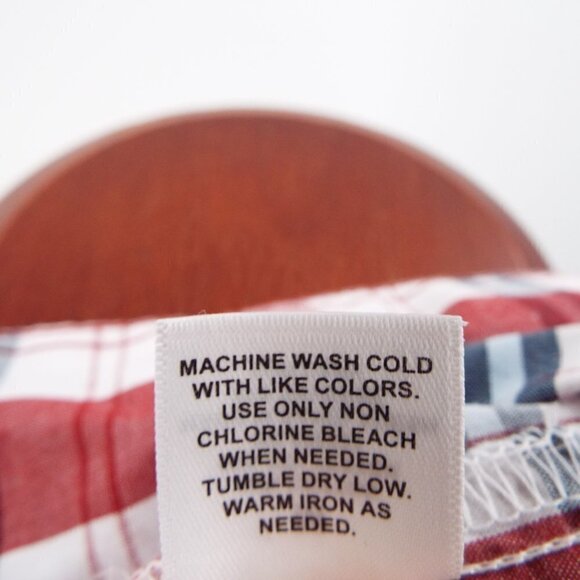 MACHINE WASH COLD
WITH LIKE COLORS.
USE ONLY NON
CHLORINE BLEACH
WHEN NEEDED.
TUMBLE DRY LOW.
WARM IRON AS
NEEDED.